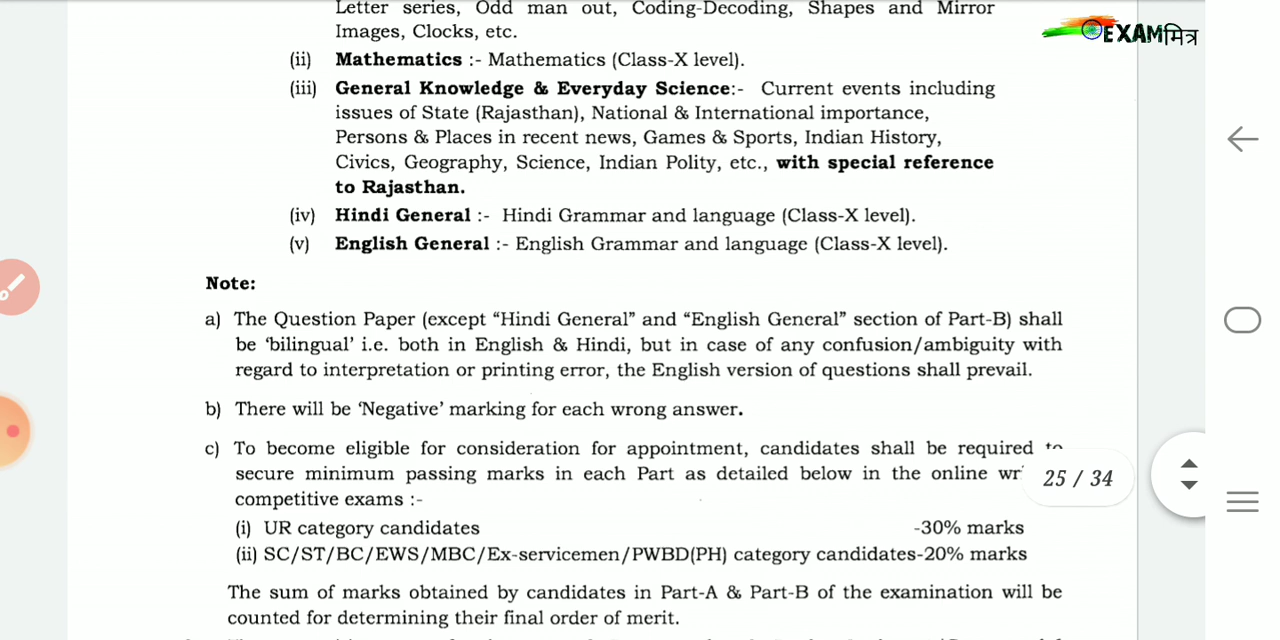 Letter series, Odd man out, Coding-Decoding, Shapes and Mirror
Images, Clocks, etc.
EXAMमित्र
(ii) Mathematics :- Mathematics (Class-X level).
(iii) General Knowledge & Everyday Science:- Current events including
issues of State (Rajasthan), National & International importance,
Persons & Places in recent news, Games & Sports, Indian History,
Civics, Geography, Science, Indian Polity, etc., with special reference
to Rajasthan.
(iv) Hindi General :- Hindi Grammar and language (Class-X level).
(v) English General :- English Grammar and language (Class-X level).
Note:
a) The Question Paper (except “Hindi General” and “English General” section of Part-B) shall
be ‘bilingual’ i.e. both in English & Hindi, but in case of any confusion/ambiguity with
regard to interpretation or printing error, the English version of questions shall prevail.
b) There will be ‘Negative’ marking for each wrong answer.
c) To become eligible for consideration for appointment, candidates shall be required to
secure minimum passing marks in each Part as detailed below in the online
25 / 34
competitive exams :-
(i) UR category candidates -30% marks
(ii) SC/ST/BC/EWS/MBC/Ex-servicemen/PWBD(PH) category candidates-20% marks
The sum of marks obtained by candidates in Part-A & Part-B of the examination will be
counted for determining their final order of merit.